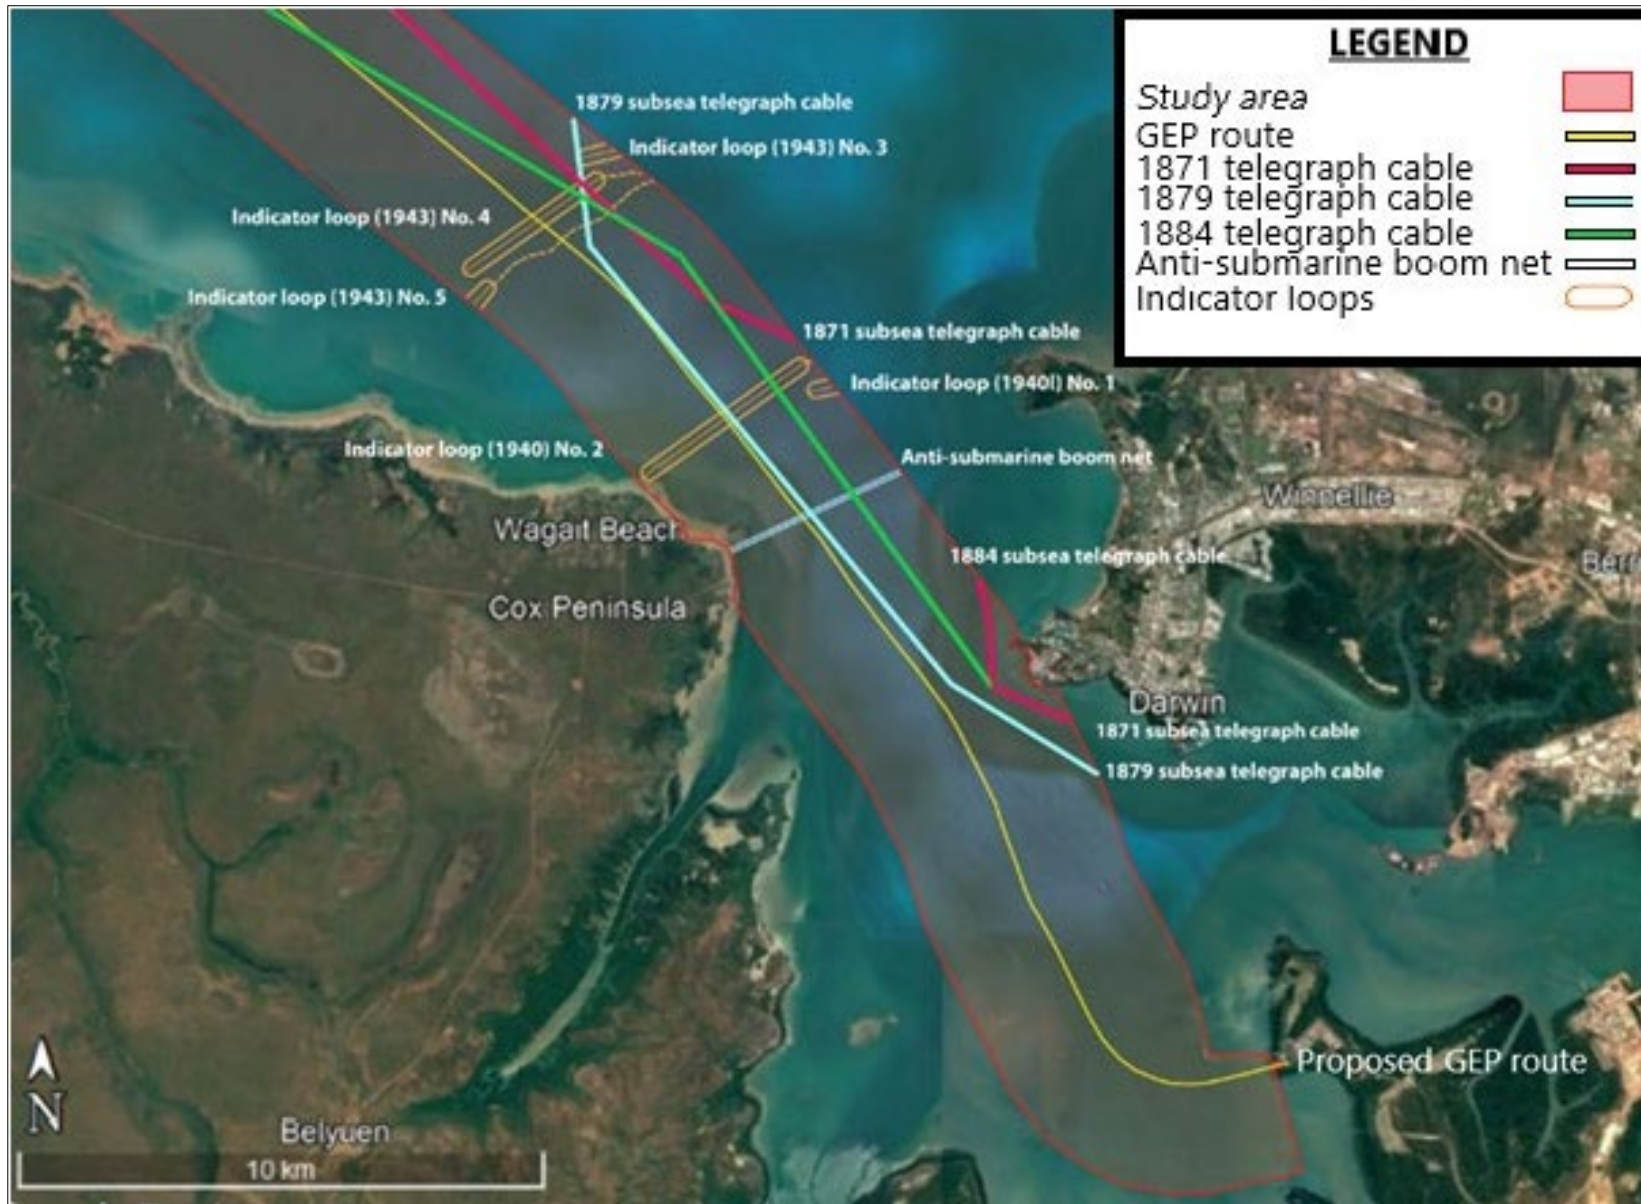 LEGEND
Study area
GEP route
1871 telegraph cable
1879 telegraph cable
1884 telegraph cable
Anti-submarine boom net
Indicator loops
1879 subsea telegraph cable
Indicator loop (1943) No. 3
Indicator loop (1943) No. 4
Indicator loop (1943) No. 5
1871 subsea telegraph cable
Indicator loop (1940l) No. 1
Indicator loop (1940) No. 2
Anti-submarine boom net
Winnellie
Wagait Beach
1884 subsea telegraph cable
Berri
Cox Peninsula
Darwin
1871 subsea telegraph cable
1879 subsea telegraph cable
Proposed GEP route
N
Belyuen
10 km